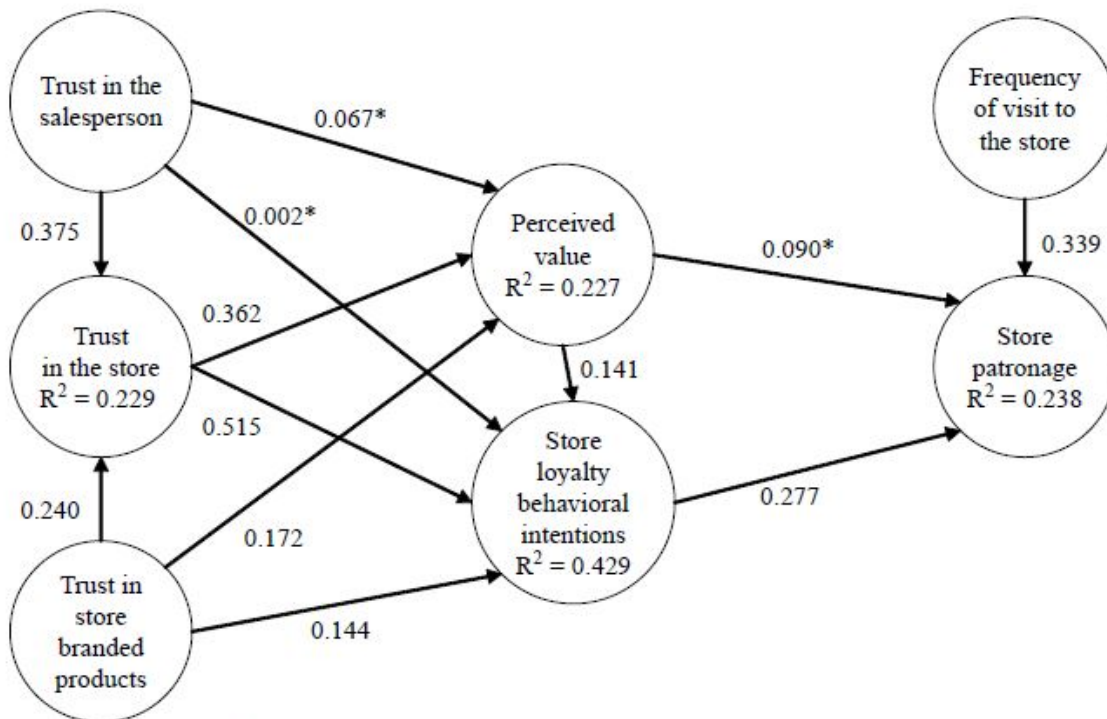 Trust in the
salesperson
Frequency
of visit to
the store
0.067*
0.002*
0.375
Perceived
value
R² = 0.227
0.090*
0.339
0.362
Trust
in the store
R² = 0.229
Store
patronage
R² = 0.238
0.141
0.515
Store
loyalty
behavioral
intentions
R² = 0.429
0.277
0.240
0.172
Trust in
store
branded
products
0.144